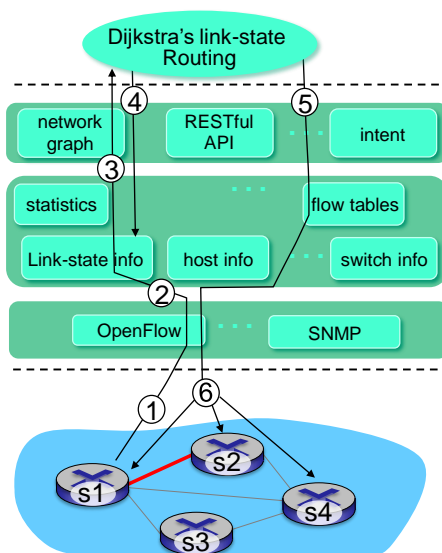 Dijkstra's link-state
Routing
4
5
network
graph
RESTful
API
...
intent
3
...
statistics
flow tables
Link-state info
host info
...
switch info
2
OpenFlow
...
SNMP
1
6
s2
s1
s4
s3